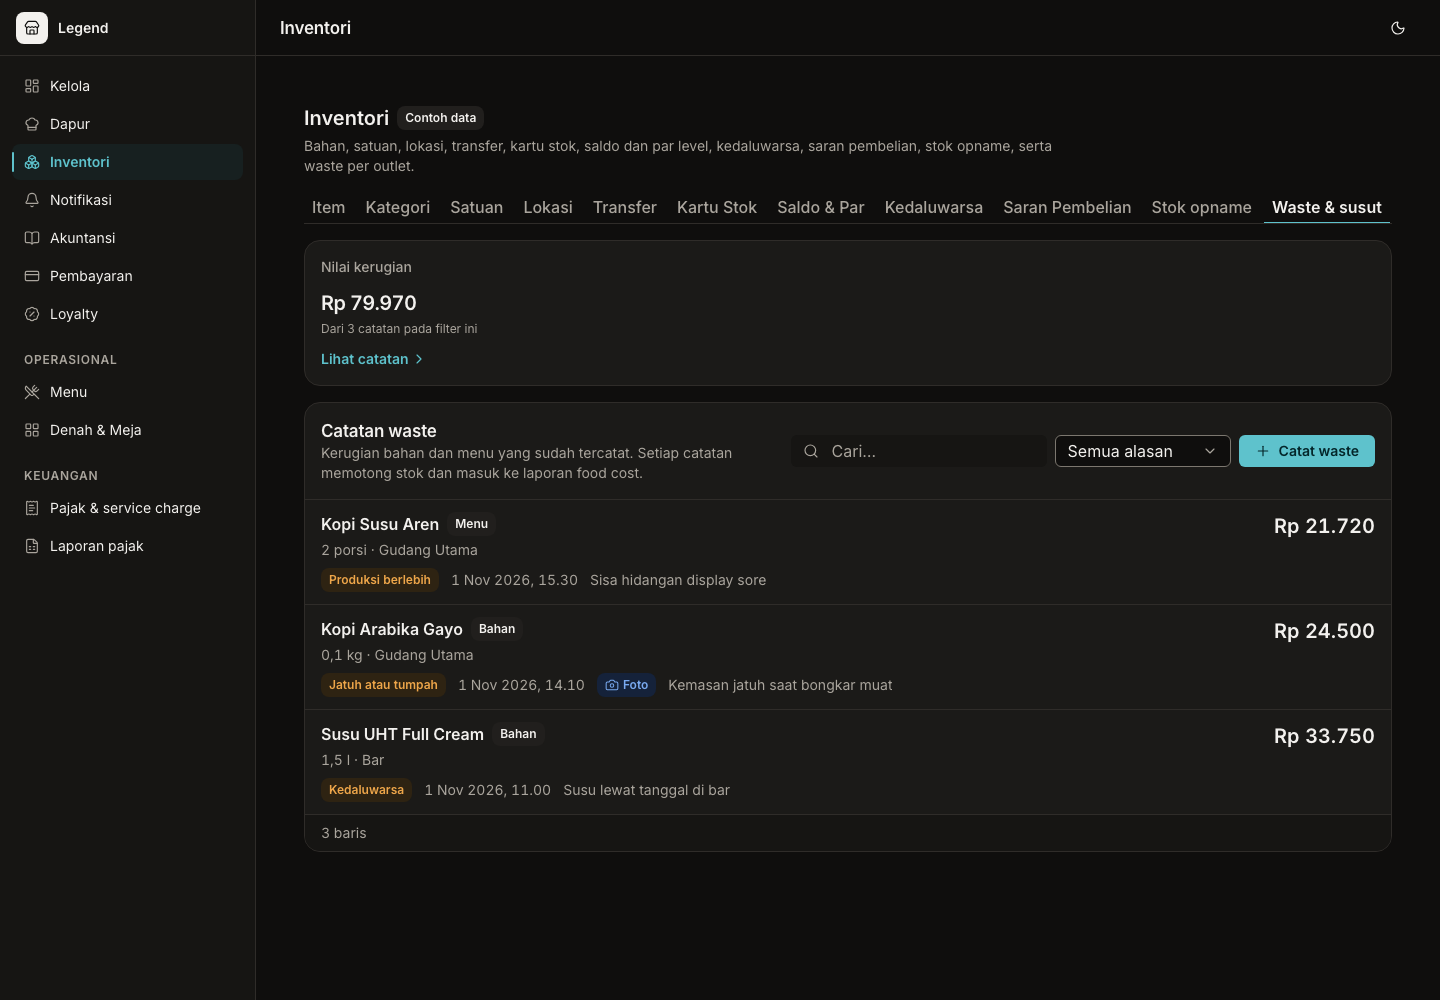 Legend
Inventori
Kelola
Dapur
Inventori
Notifikasi
Akuntansi
Pembayaran
Loyalty
OPERASIONAL
Menu
Denah & Meja
KEUANGAN
Pajak & service charge
Laporan pajak
Inventori Contoh data
Bahan, satuan, lokasi, transfer, kartu stok, saldo dan par level, kedaluwarsa, saran pembelian, stok opname, serta
waste per outlet.
Item Kategori Satuan Lokasi Transfer Kartu Stok Saldo & Par Kedaluwarsa Saran Pembelian Stok opname Waste & susut
Nilai kerugian
Rp 79.970
Dari 3 catatan pada filter ini
Lihat catatan
Catatan waste
Kerugian bahan dan menu yang sudah tercatat. Setiap catatan
memotong stok dan masuk ke laporan food cost.
Cari... Semua alasan Catat waste
Kopi Susu Aren Menu Rp 21.720
2 porsi · Gudang Utama
Produksi berlebih 1 Nov 2026, 15.30 Sisa hidangan display sore
Kopi Arabika Gayo Bahan Rp 24.500
0,1 kg · Gudang Utama
Jatuh atau tumpah 1 Nov 2026, 14.10 Foto Kemasan jatuh saat bongkar muat
Susu UHT Full Cream Bahan Rp 33.750
1,5 l · Bar
Kedaluwarsa 1 Nov 2026, 11.00 Susu lewat tanggal di bar
3 baris